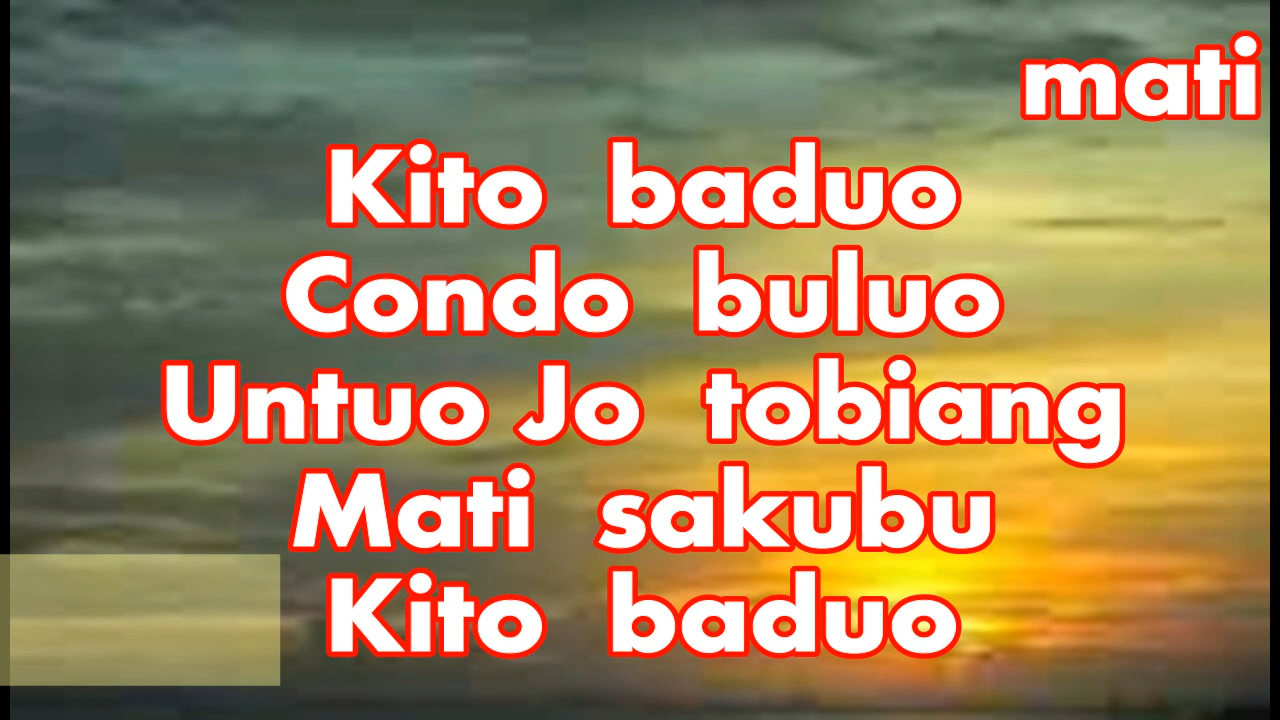 mati
Kito baduo
Condo buluo
Untuo Jo tobiang
Mati sakubu
Kito baduo